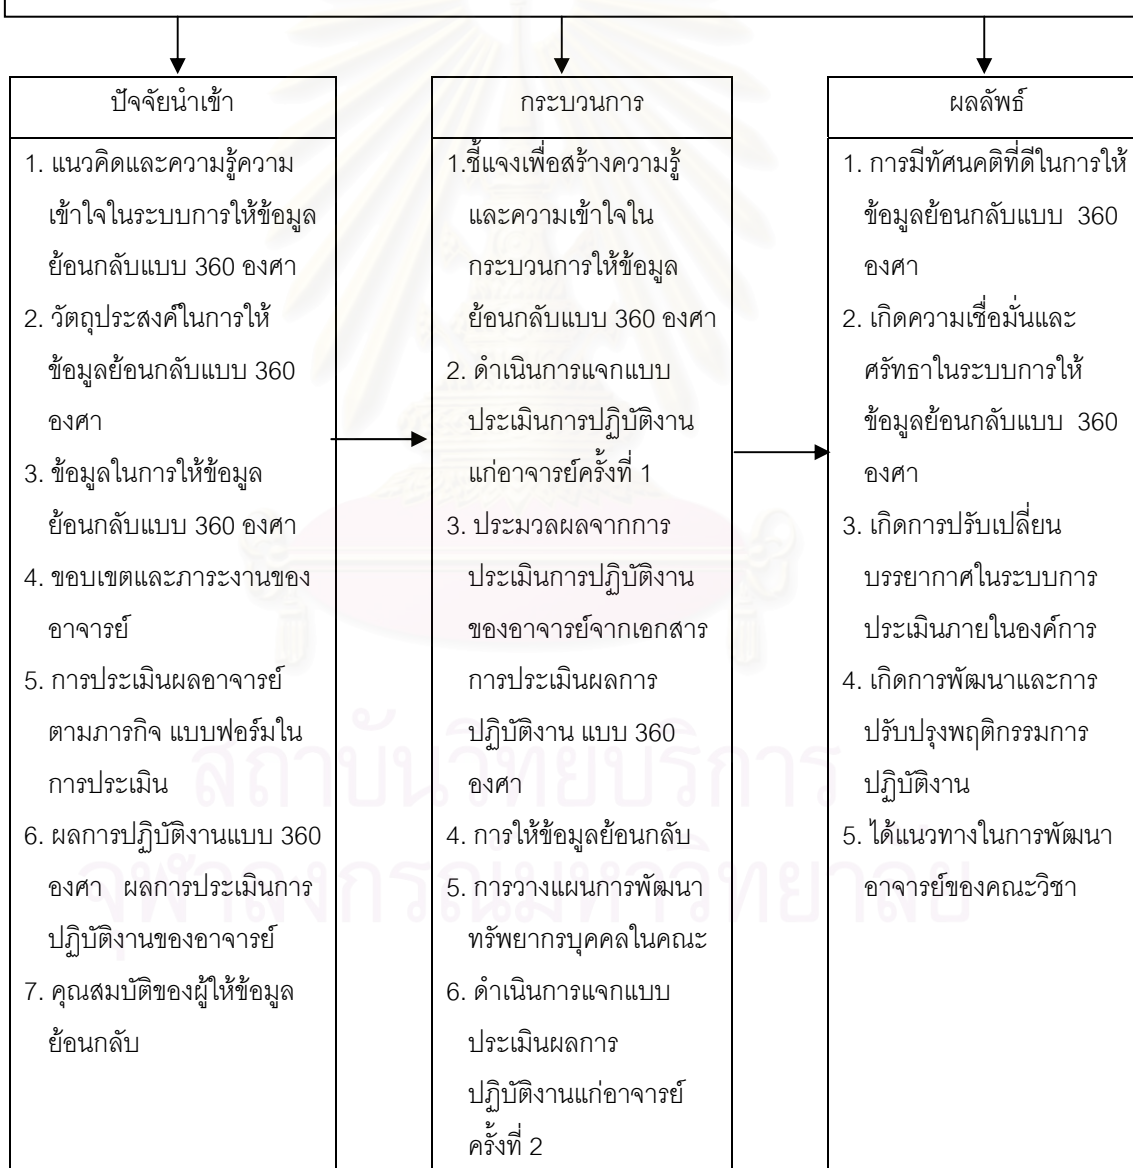 ปัจจัยนำเข้า
1. แนวคิดและความรู้ความ
เข้าใจในระบบการให้ข้อมูล
ย้อนกลับแบบ 360 องศา
2. วัตถุประสงค์ในการให้
ข้อมูลย้อนกลับแบบ 360
องศา
3. ข้อมูลในการให้ข้อมูล
ย้อนกลับแบบ 360 องศา
4. ขอบเขตและภาระงานของ
อาจารย์
5. การประเมินผลอาจารย์
ตามภารกิจ แบบฟอร์มใน
การประเมิน
6. ผลการปฏิบัติงานแบบ 360
องศา ผลการประเมินการ
ปฏิบัติงานของอาจารย์
7. คุณสมบัติของผู้ให้ข้อมูล
ย้อนกลับ
กระบวนการ
1.ชี้แจงเพื่อสร้างความรู้
และความเข้าใจใน
กระบวนการให้ข้อมูล
ย้อนกลับแบบ 360 องศา
2. ดำเนินการแจกแบบ
ประเมินการปฏิบัติงาน
แก่อาจารย์ครั้งที่ 1
3. ประมวลผลจากการ
ประเมินการปฏิบัติงาน
ของอาจารย์จากเอกสาร
การประเมินผลการ
ปฏิบัติงาน แบบ 360
องศา
4. การให้ข้อมูลย้อนกลับ
5. การวางแผนการพัฒนา
ทรัพยากรบุคคลในคณะ
6. ดำเนินการแจกแบบ
ประเมินผลการ
ปฏิบัติงานแก่อาจารย์
ครั้งที่ 2
ผลลัพธ์
1. การมีทัศนคติที่ดีในการให้
ข้อมูลย้อนกลับแบบ 360
องศา
2. เกิดความเชื่อมั่นและ
ศรัทธาในระบบการให้
ข้อมูลย้อนกลับแบบ 360
องศา
3. เกิดการปรับเปลี่ยน
บรรยากาศในระบบการ
ประเมินภายในองค์การ
4. เกิดการพัฒนาและการ
ปรับปรุงพฤติกรรมการ
ปฏิบัติงาน
5. ได้แนวทางในการพัฒนา
อาจารย์ของคณะวิชา
สถาบันวิทยบริการ
จุฬาลงกรณ์มหาวิทยาลัย